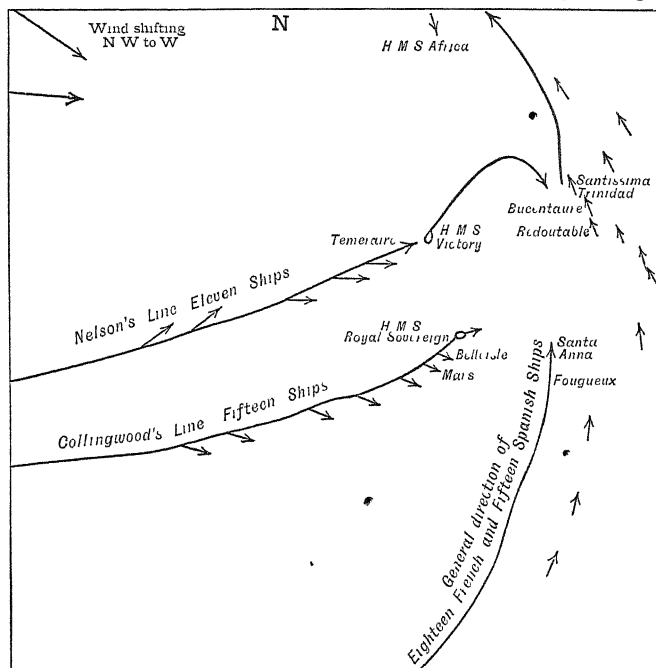 Wind shifting
N W to W
N
H M S Africa
Santissima
Trinidad
Bucentaure
Redoutable
Temeraire
H M S
Victory
Nelson's Line Eleven Ships
H M S
Royal Sovereign
Belleisle
Mars
Santa
Anna
Fougueux
Collingwood's Line Fifteen Ships
General direction of
Eighteen French and Fifteen Spanish Ships